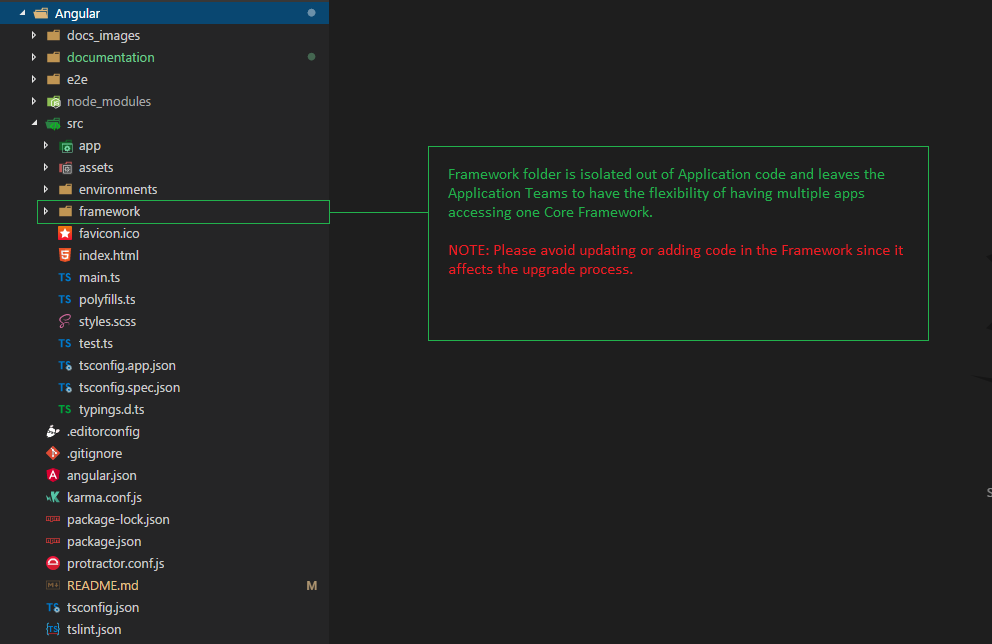 Angular
docs_images
documentation
e2e
node_modules
src
app
assets
environments
framework
favicon.ico
index.html
TS main.ts
TS polyfills.ts
styles.scss
TS test.ts
TS tsconfig.app.json
TS tsconfig.spec.json
TS typings.d.ts
.editorconfig
.gitignore
angular.json
karma.conf.js
package-lock.json
package.json
protractor.conf.js
README.md M
TS tsconfig.json
TS tslint.json
Framework folder is isolated out of Application code and leaves the
Application Teams to have the flexibility of having multiple apps
accessing one Core Framework.
NOTE: Please avoid updating or adding code in the Framework since it
affects the upgrade process.